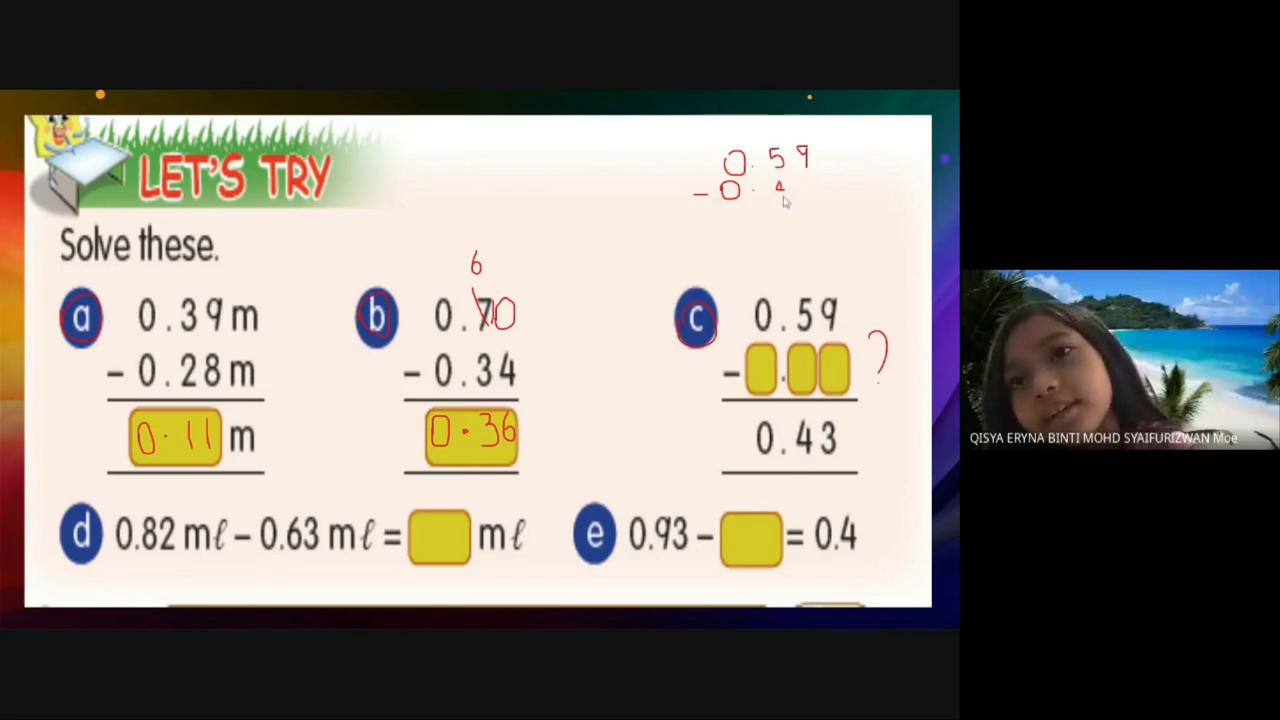 LET'S TRY
0.59
- 0.4
Solve these.
6
a 0.39 m
- 0.28 m
0.11 m
b 0.7 10
- 0.34
0.36
c 0.59
- . ?
0.43
d 0.82 mℓ – 0.63 mℓ = mℓ
e 0.93 – = 0.4
QISYA ERYNA BINTI MOHD SYAIFURIZWAN Moe